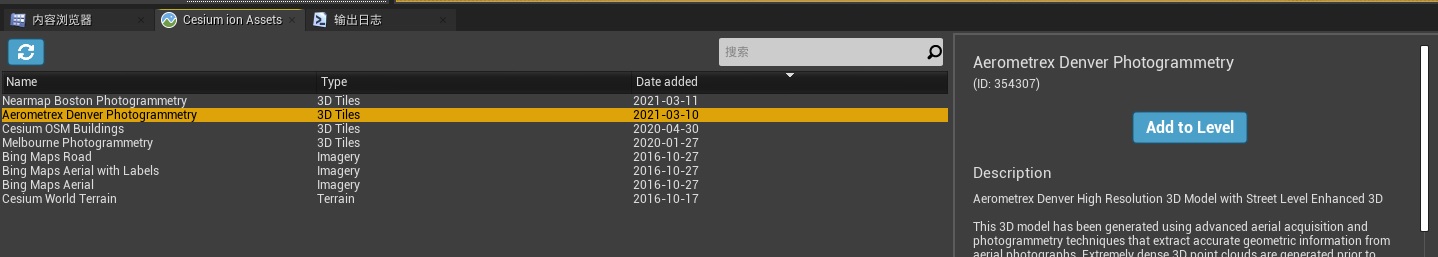 内容浏览器 Cesium ion Assets 输出日志
搜索
Name Type Date added
Nearmap Boston Photogrammetry 3D Tiles 2021-03-11
Aerometrex Denver Photogrammetry 3D Tiles 2021-03-10
Cesium OSM Buildings 3D Tiles 2020-04-30
Melbourne Photogrammetry 3D Tiles 2020-01-27
Bing Maps Road Imagery 2016-10-27
Bing Maps Aerial with Labels Imagery 2016-10-27
Bing Maps Aerial Imagery 2016-10-27
Cesium World Terrain Terrain 2016-10-17
Aerometrex Denver Photogrammetry
(ID: 354307)
Add to Level
Description
Aerometrex Denver High Resolution 3D Model with Street Level Enhanced 3D
This 3D model has been generated using advanced aerial acquisition and
photogrammetry techniques that extract accurate geometric information from
aerial photographs. Extremely dense 3D point clouds are generated prior to